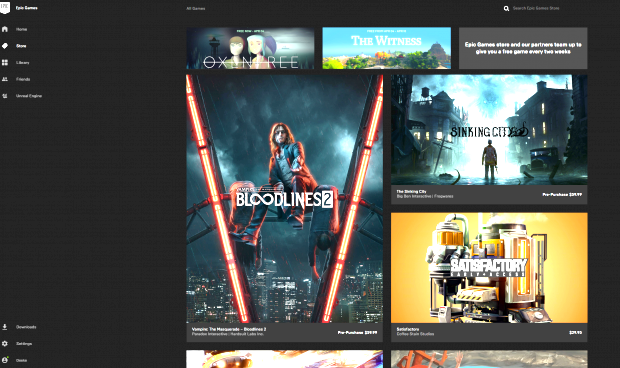 EPIC
Epic Games
Home
Store
Library
Friends
Unreal Engine
Downloads
Settings
All Games
Search Epic Games Store
OXENFREE
THE WITNESS
Epic Games store and our partners team up to
give you a free game every two weeks
BLOODLINES 2
Vampire: The Masquerade - Bloodlines 2
Paradox Interactive | Hardsuit Labs Inc.
Pre-Purchase $59.99
SINKING CITY
The Sinking City
Big Ben Interactive | Frogwares
Pre-Purchase $59.99
SATISFACTORY
EARLY ACCESS
Satisfactory
Coffee Stain Studios
$29.99